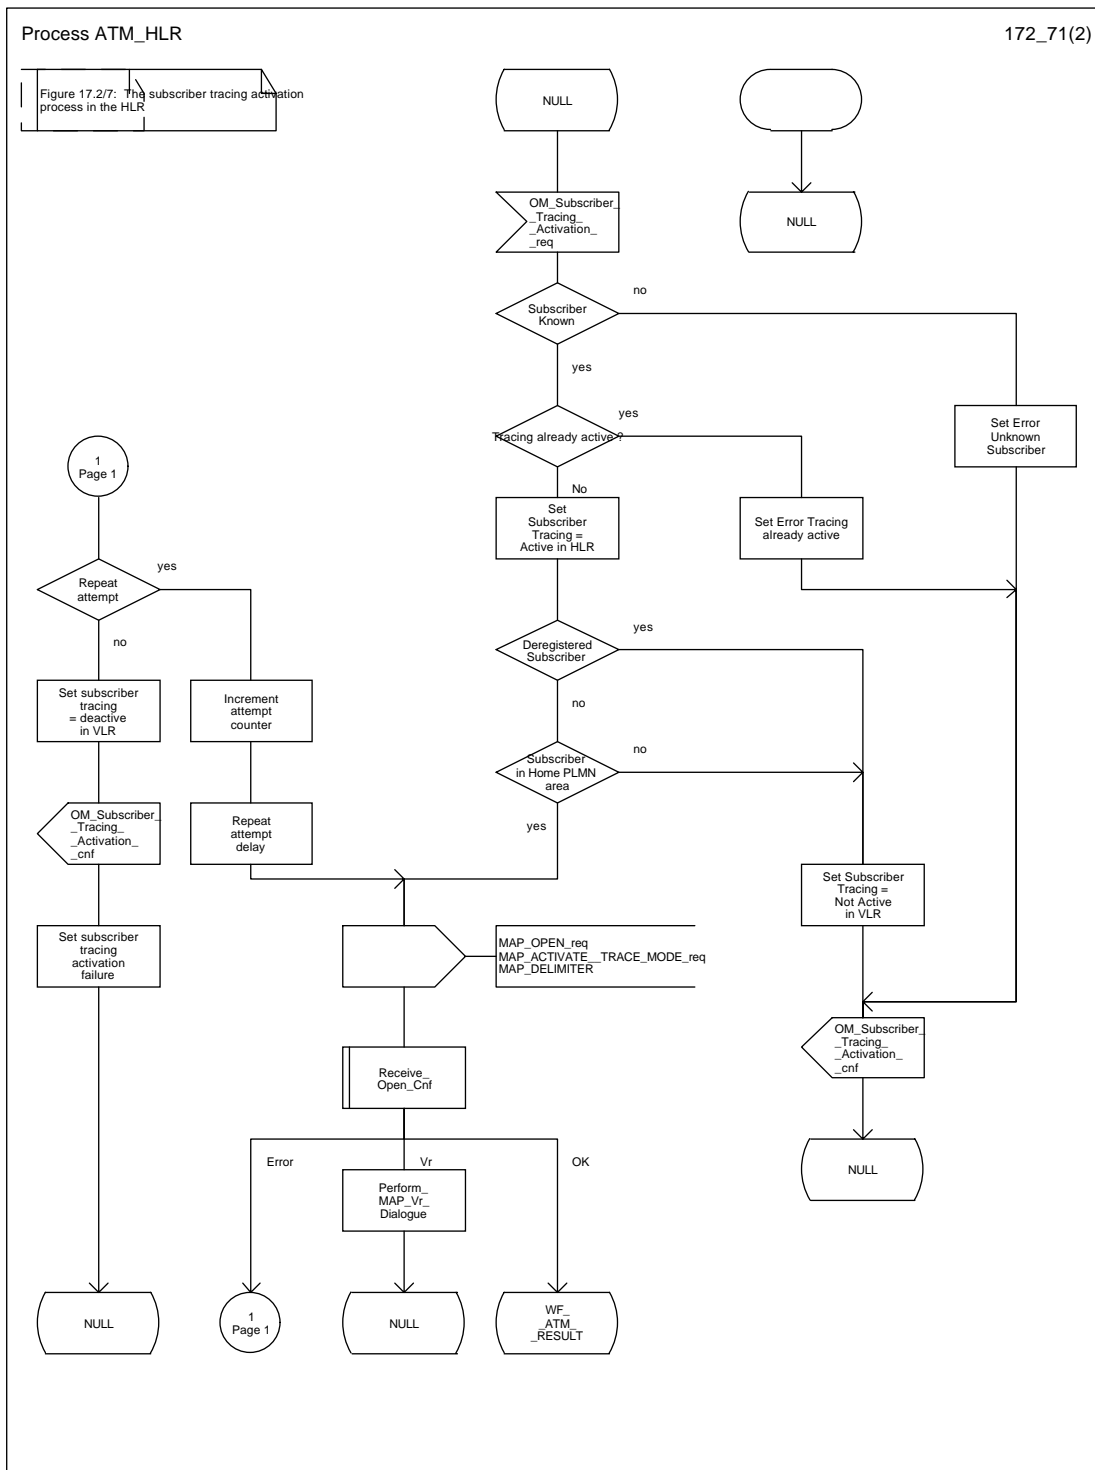 Process ATM_HLR
172_71(2)
Figure 17.2/7: The subscriber tracing activation
process in the HLR
NULL
OM_Subscriber_
_Tracing_
_Activation_
_req
NULL
Subscriber
Known
no
yes
Tracing already active ?
yes
No
Set Error
Unknown
Subscriber
1
Page 1
Set
Subscriber
Tracing =
Active in HLR
Set Error Tracing
already active
Repeat
attempt
yes
no
Deregistered
Subscriber
yes
no
Set subscriber
tracing
= deactive
in VLR
Increment
attempt
counter
Subscriber
in Home PLMN
area
no
yes
OM_Subscriber_
_Tracing_
_Activation_
_cnf
Repeat
attempt
delay
Set Subscriber
Tracing =
Not Active
in VLR
Set subscriber
tracing
activation
failure
MAP_OPEN_req
MAP_ACTIVATE__TRACE_MODE_req
MAP_DELIMITER
OM_Subscriber_
_Tracing_
_Activation_
_cnf
Receive_
Open_Cnf
Error
Vr
OK
NULL
Perform_
MAP_Vr_
Dialogue
NULL
1
Page 1
NULL
WF_
_ATM_
_RESULT